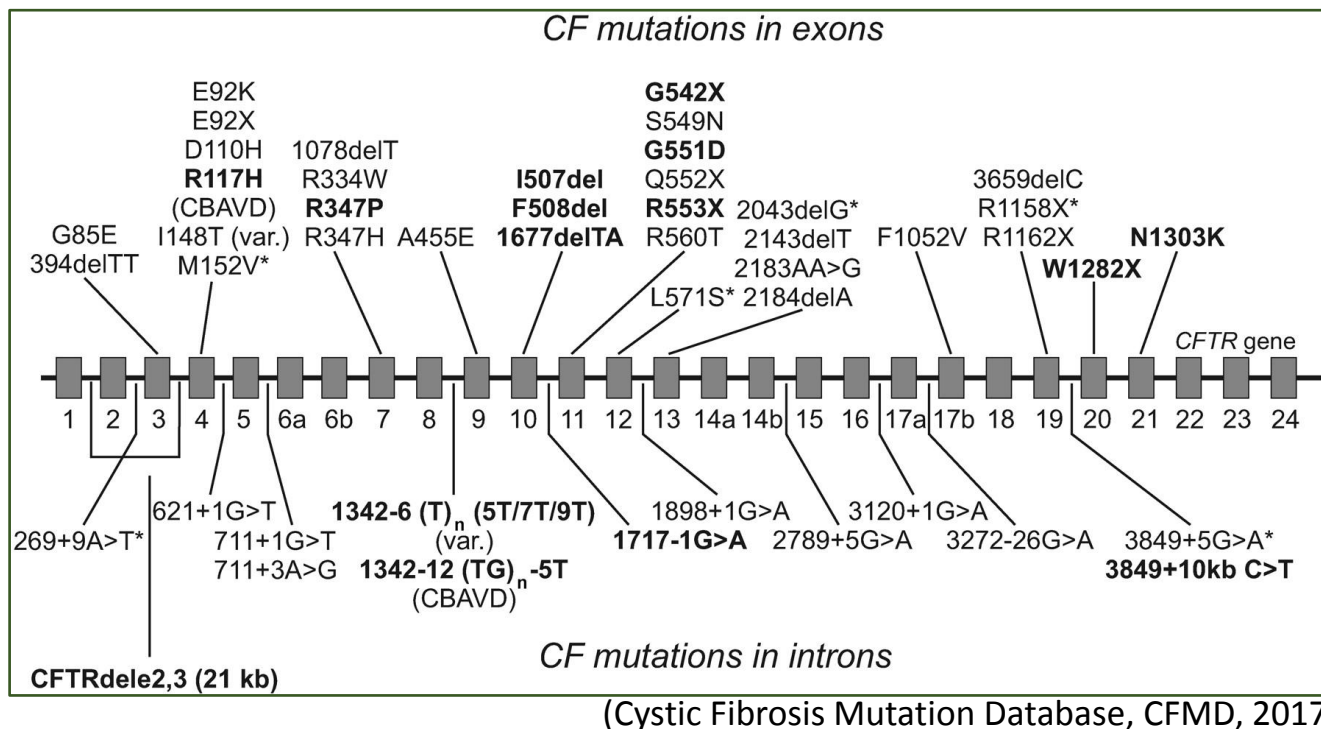 CF mutations in exons
G85E
394delTT
E92K
E92X
D110H
R117H
(CBAVD)
I148T (var.)
M152V*
1078delT
R334W
R347P
R347H
A455E
I507del
F508del
1677delTA
G542X
S549N
G551D
Q552X
R553X
R560T
L571S*
2043delG*
2143delT
2183AA>G
2184delA
F1052V
3659delC
R1158X*
R1162X
W1282X
N1303K
CFTR gene
1 2 3 4 5 6a 6b 7 8 9 10 11 12 13 14a 14b 15 16 17a 17b 18 19 20 21 22 23 24
269+9A>T*
CFTRdele2,3 (21 kb)
621+1G>T
711+1G>T
711+3A>G
1342-6 (T)n (5T/7T/9T)
(var.)
1342-12 (TG)n-5T
(CBAVD)
1717-1G>A
1898+1G>A
2789+5G>A
3120+1G>A
3272-26G>A
3849+5G>A*
3849+10kb C>T
CF mutations in introns
(Cystic Fibrosis Mutation Database, CFMD, 2017